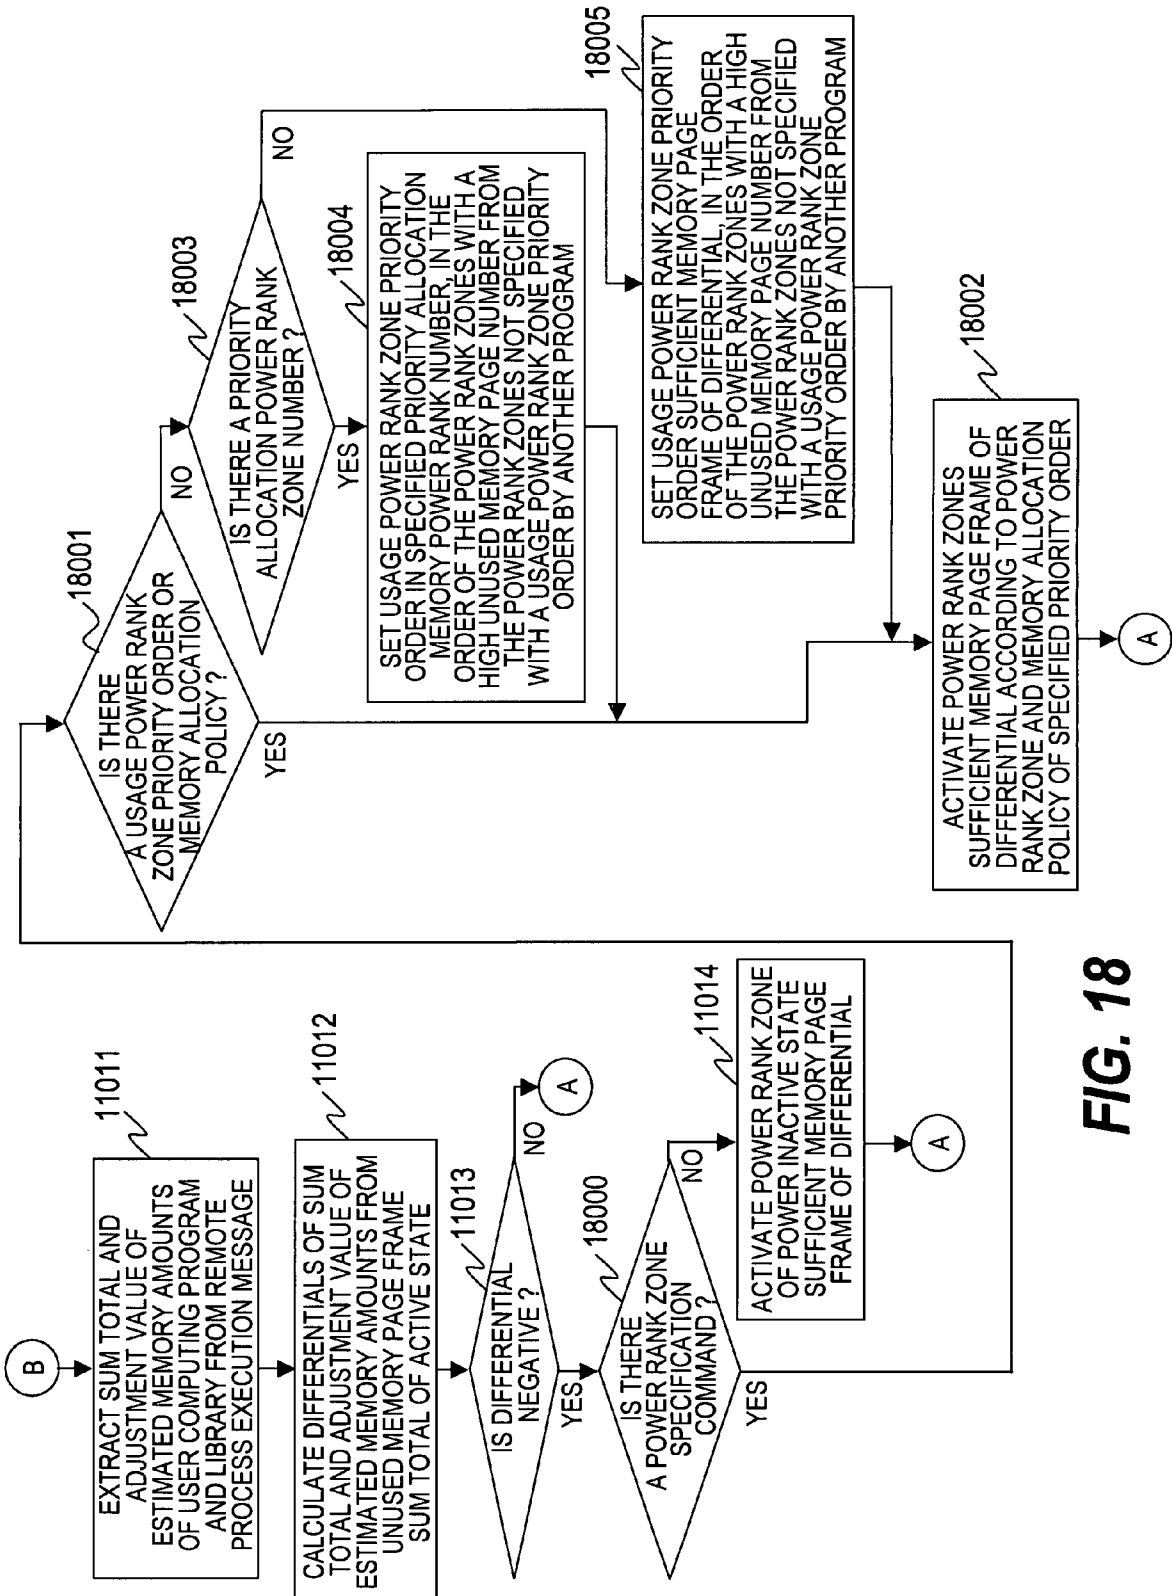 B
11011
EXTRACT SUM TOTAL AND
ADJUSTMENT VALUE OF
ESTIMATED MEMORY AMOUNTS
OF USER COMPUTING PROGRAM
AND LIBRARY FROM REMOTE
PROCESS EXECUTION MESSAGE
11012
CALCULATE DIFFERENTIALS OF SUM
TOTAL AND ADJUSTMENT VALUE OF
ESTIMATED MEMORY AMOUNTS FROM
UNUSED MEMORY PAGE FRAME
SUM TOTAL OF ACTIVE STATE
11013
IS DIFFERENTIAL
NEGATIVE ?
NO
A
YES
18000
IS THERE
A POWER RANK ZONE
SPECIFICATION
COMMAND ?
NO
YES
11014
ACTIVATE POWER RANK ZONE
OF POWER INACTIVE STATE
SUFFICIENT MEMORY PAGE
FRAME OF DIFFERENTIAL
A
18001
IS THERE
A USAGE POWER RANK
ZONE PRIORITY ORDER OR
MEMORY ALLOCATION
POLICY ?
NO
YES
18003
IS THERE A PRIORITY
ALLOCATION POWER RANK
ZONE NUMBER ?
NO
YES
18004
SET USAGE POWER RANK ZONE PRIORITY
ORDER IN SPECIFIED PRIORITY ALLOCATION
MEMORY POWER RANK NUMBER, IN THE
ORDER OF THE POWER RANK ZONES WITH A
HIGH UNUSED MEMORY PAGE NUMBER FROM
THE POWER RANK ZONES NOT SPECIFIED
WITH A USAGE POWER RANK ZONE PRIORITY
ORDER BY ANOTHER PROGRAM
18005
SET USAGE POWER RANK ZONE PRIORITY
ORDER SUFFICIENT MEMORY PAGE
FRAME OF DIFFERENTIAL, IN THE ORDER
OF THE POWER RANK ZONES WITH A HIGH
UNUSED MEMORY PAGE NUMBER FROM
THE POWER RANK ZONES NOT SPECIFIED
WITH A USAGE POWER RANK ZONE
PRIORITY ORDER BY ANOTHER PROGRAM
18002
ACTIVATE POWER RANK ZONES
SUFFICIENT MEMORY PAGE FRAME OF
DIFFERENTIAL ACCORDING TO POWER
RANK ZONE AND MEMORY ALLOCATION
POLICY OF SPECIFIED PRIORITY ORDER
A
FIG. 18